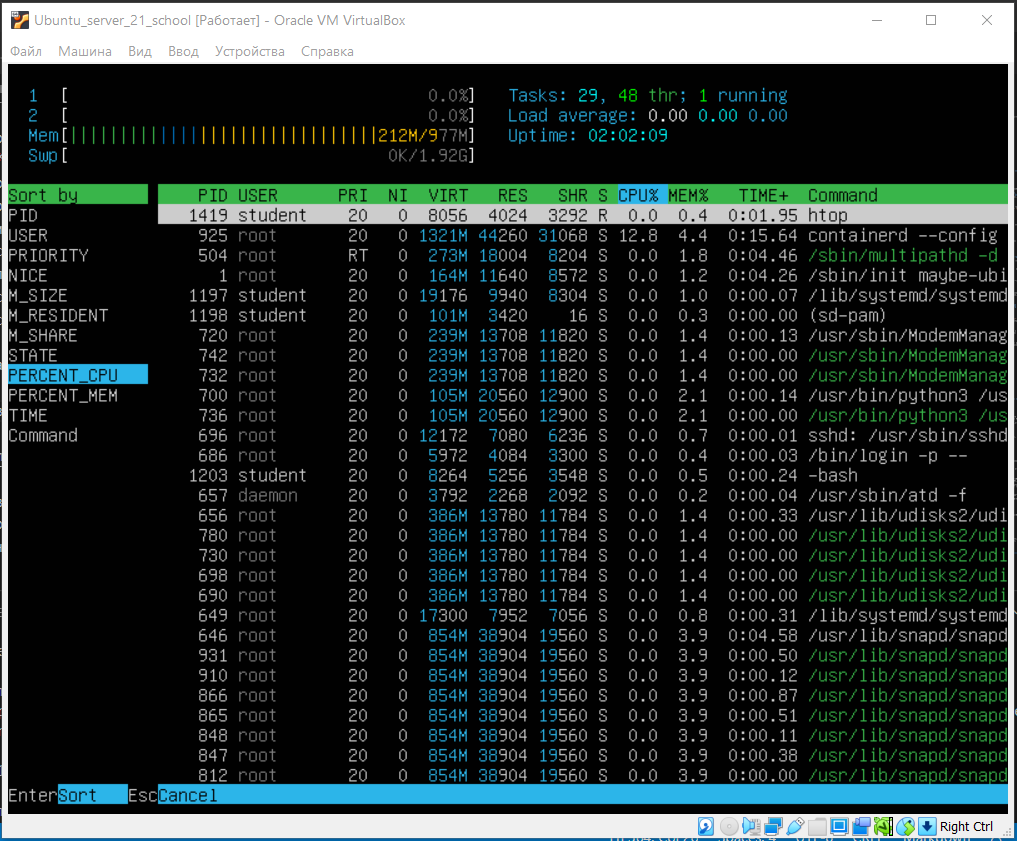 Ubuntu_server_21_school [Работает] - Oracle VM VirtualBox
Файл Машина Вид Ввод Устройства Справка
1 [ 0.0%] Tasks: 29, 48 thr; 1 running
2 [ 0.0%] Load average: 0.00 0.00 0.00
Mem[||||||||||||||||||||||||||||||||||212M/977M] Uptime: 02:02:09
Swp[ 0K/1.92G]
Sort by PID USER PRI NI VIRT RES SHR S CPU% MEM% TIME+ Command
PID 1419 student 20 0 8056 4024 3292 R 0.0 0.4 0:01.95 htop
USER 925 root 20 0 1321M 44260 31068 S 12.8 4.4 0:15.64 containerd --config
PRIORITY 504 root RT 0 273M 18004 8204 S 0.0 1.8 0:04.46 /sbin/multipathd -d
NICE 1 root 20 0 164M 11640 8572 S 0.0 1.2 0:04.26 /sbin/init maybe-ubi
M_SIZE 1197 student 20 0 19176 9940 8304 S 0.0 1.0 0:00.07 /lib/systemd/systemd
M_RESIDENT 1198 student 20 0 101M 3420 16 S 0.0 0.3 0:00.00 (sd-pam)
M_SHARE 720 root 20 0 239M 13708 11820 S 0.0 1.4 0:00.13 /usr/sbin/ModemManag
STATE 742 root 20 0 239M 13708 11820 S 0.0 1.4 0:00.00 /usr/sbin/ModemManag
PERCENT_CPU 732 root 20 0 239M 13708 11820 S 0.0 1.4 0:00.00 /usr/sbin/ModemManag
PERCENT_MEM 700 root 20 0 105M 20560 12900 S 0.0 2.1 0:00.14 /usr/bin/python3 /us
TIME 736 root 20 0 105M 20560 12900 S 0.0 2.1 0:00.00 /usr/bin/python3 /us
Command 696 root 20 0 12172 7080 6236 S 0.0 0.7 0:00.01 sshd: /usr/sbin/sshd
686 root 20 0 5972 4084 3300 S 0.0 0.4 0:00.03 /bin/login -p --
1203 student 20 0 8264 5256 3548 S 0.0 0.5 0:00.24 -bash
657 daemon 20 0 3792 2268 2092 S 0.0 0.2 0:00.04 /usr/sbin/atd -f
656 root 20 0 386M 13780 11784 S 0.0 1.4 0:00.33 /usr/lib/udisks2/udi
780 root 20 0 386M 13780 11784 S 0.0 1.4 0:00.00 /usr/lib/udisks2/udi
730 root 20 0 386M 13780 11784 S 0.0 1.4 0:00.00 /usr/lib/udisks2/udi
698 root 20 0 386M 13780 11784 S 0.0 1.4 0:00.00 /usr/lib/udisks2/udi
690 root 20 0 386M 13780 11784 S 0.0 1.4 0:00.00 /usr/lib/udisks2/udi
649 root 20 0 17300 7952 7056 S 0.0 0.8 0:00.31 /lib/systemd/systemd
646 root 20 0 854M 38904 19560 S 0.0 3.9 0:04.58 /usr/lib/snapd/snapd
931 root 20 0 854M 38904 19560 S 0.0 3.9 0:00.50 /usr/lib/snapd/snapd
910 root 20 0 854M 38904 19560 S 0.0 3.9 0:00.12 /usr/lib/snapd/snapd
866 root 20 0 854M 38904 19560 S 0.0 3.9 0:00.87 /usr/lib/snapd/snapd
865 root 20 0 854M 38904 19560 S 0.0 3.9 0:00.51 /usr/lib/snapd/snapd
848 root 20 0 854M 38904 19560 S 0.0 3.9 0:00.11 /usr/lib/snapd/snapd
847 root 20 0 854M 38904 19560 S 0.0 3.9 0:00.38 /usr/lib/snapd/snapd
812 root 20 0 854M 38904 19560 S 0.0 3.9 0:00.00 /usr/lib/snapd/snapd
EnterSort EscCancel
Right Ctrl